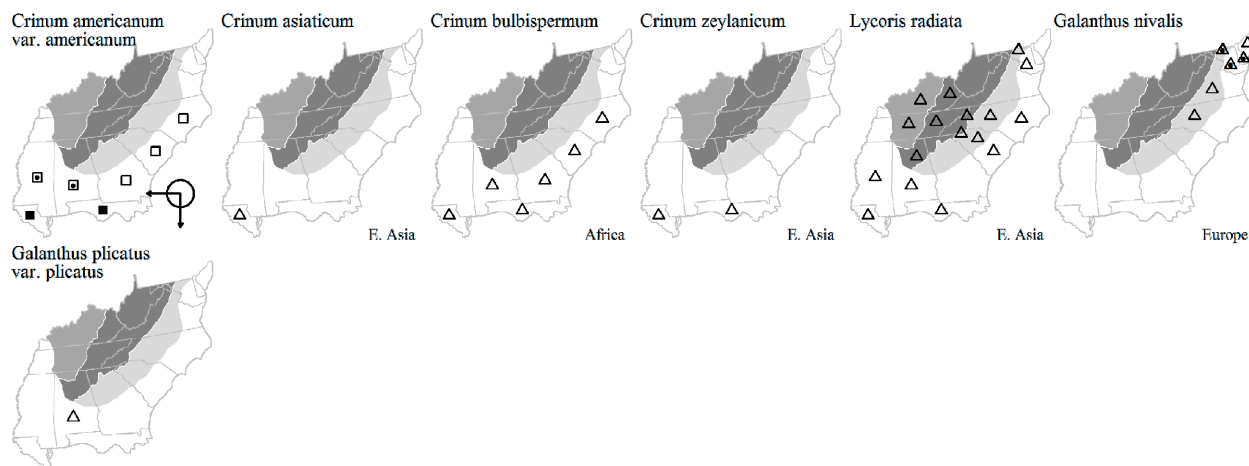 Crinum americanum
var. americanum
Crinum asiaticum
E. Asia
Crinum bulbispermum
Africa
Crinum zeylanicum
E. Asia
Lycoris radiata
E. Asia
Galanthus nivalis
Europe
Galanthus plicatus
var. plicatus